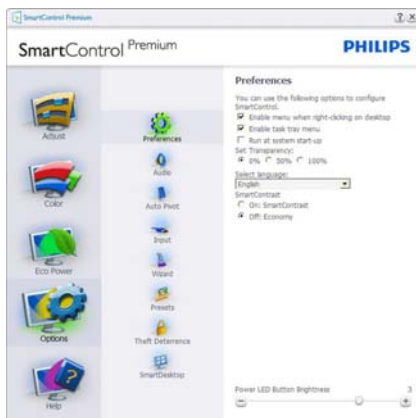 SmartControl Premium
SmartControl Premium
PHILIPS
Adjust
Color
Eco Power
Options
Help
Preferences
Audio
Auto Pivot
Input
Wizard
Presets
Theft Deterrence
SmartDesktop
Preferences
You can use the following options to configure
SmartControl.
Enable menu when right-clicking on desktop
Enable task tray menu
Run at system start-up
Set Transparency:
0% 50% 100%
Select language:
English
SmartContrast
On: SmartContrast
Off: Economy
Power LED Button Brightness 3